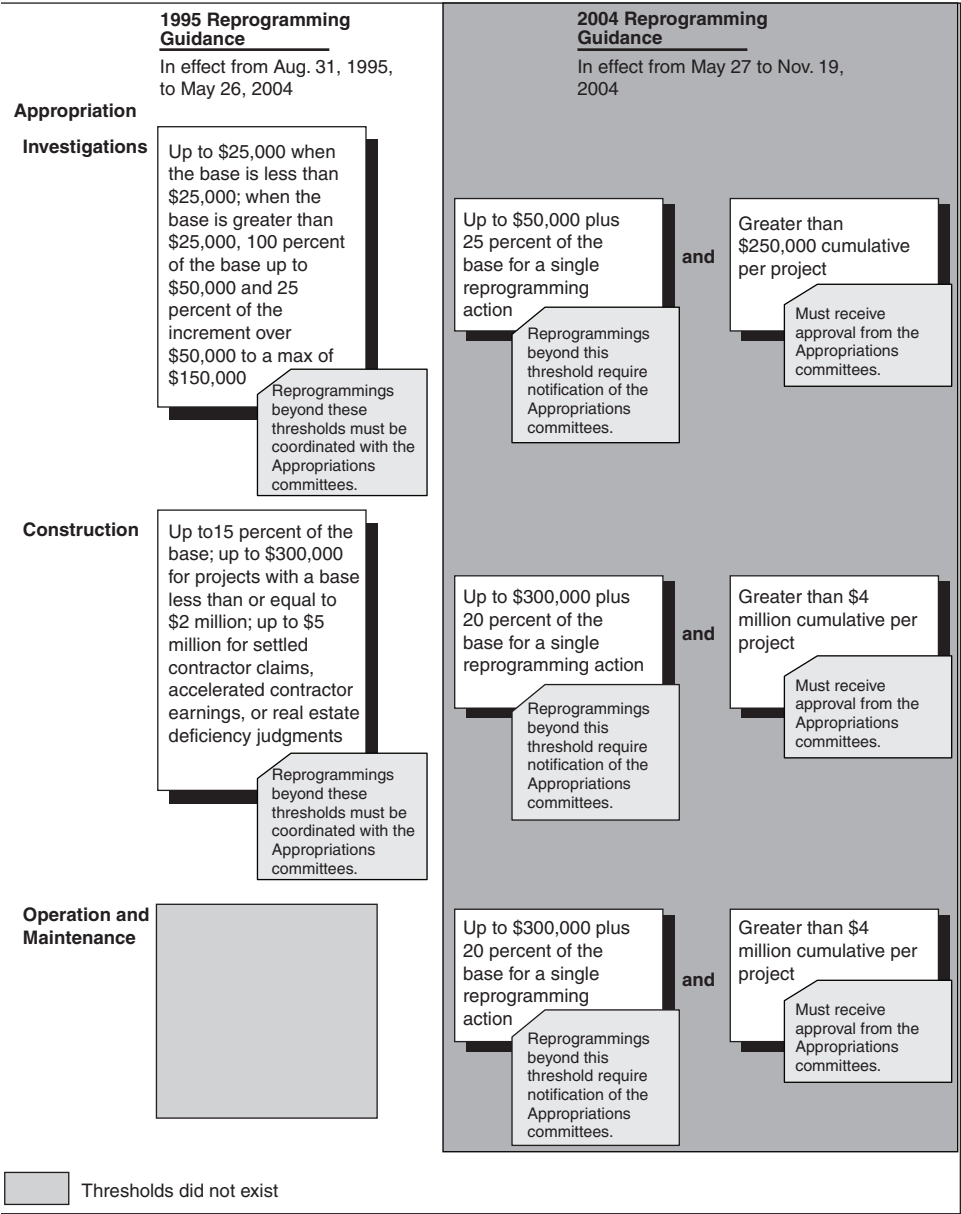 1995 Reprogramming
Guidance
In effect from Aug. 31, 1995,
to May 26, 2004
2004 Reprogramming
Guidance
In effect from May 27 to Nov. 19,
2004
Appropriation
Investigations
Up to $25,000 when
the base is less than
$25,000; when the
base is greater than
$25,000, 100 percent
of the base up to
$50,000 and 25
percent of the
increment over
$50,000 to a max of
$150,000
Reprogrammings
beyond these
thresholds must be
coordinated with the
Appropriations
committees.
Up to $50,000 plus
25 percent of the
base for a single
reprogramming
action
Reprogrammings
beyond this
threshold require
notification of the
Appropriations
committees.
and
Greater than
$250,000 cumulative
per project
Must receive
approval from the
Appropriations
committees.
Construction
Up to15 percent of the
base; up to $300,000
for projects with a base
less than or equal to
$2 million; up to $5
million for settled
contractor claims,
accelerated contractor
earnings, or real estate
deficiency judgments
Reprogrammings
beyond these
thresholds must be
coordinated with the
Appropriations
committees.
Up to $300,000 plus
20 percent of the
base for a single
reprogramming action
Reprogrammings
beyond this
threshold require
notification of the
Appropriations
committees.
and
Greater than $4
million cumulative per
project
Must receive
approval from the
Appropriations
committees.
Operation and
Maintenance
Up to $300,000 plus
20 percent of the
base for a single
reprogramming
action
Reprogrammings
beyond this
threshold require
notification of the
Appropriations
committees.
and
Greater than $4
million cumulative per
project
Must receive
approval from the
Appropriations
committees.
Thresholds did not exist